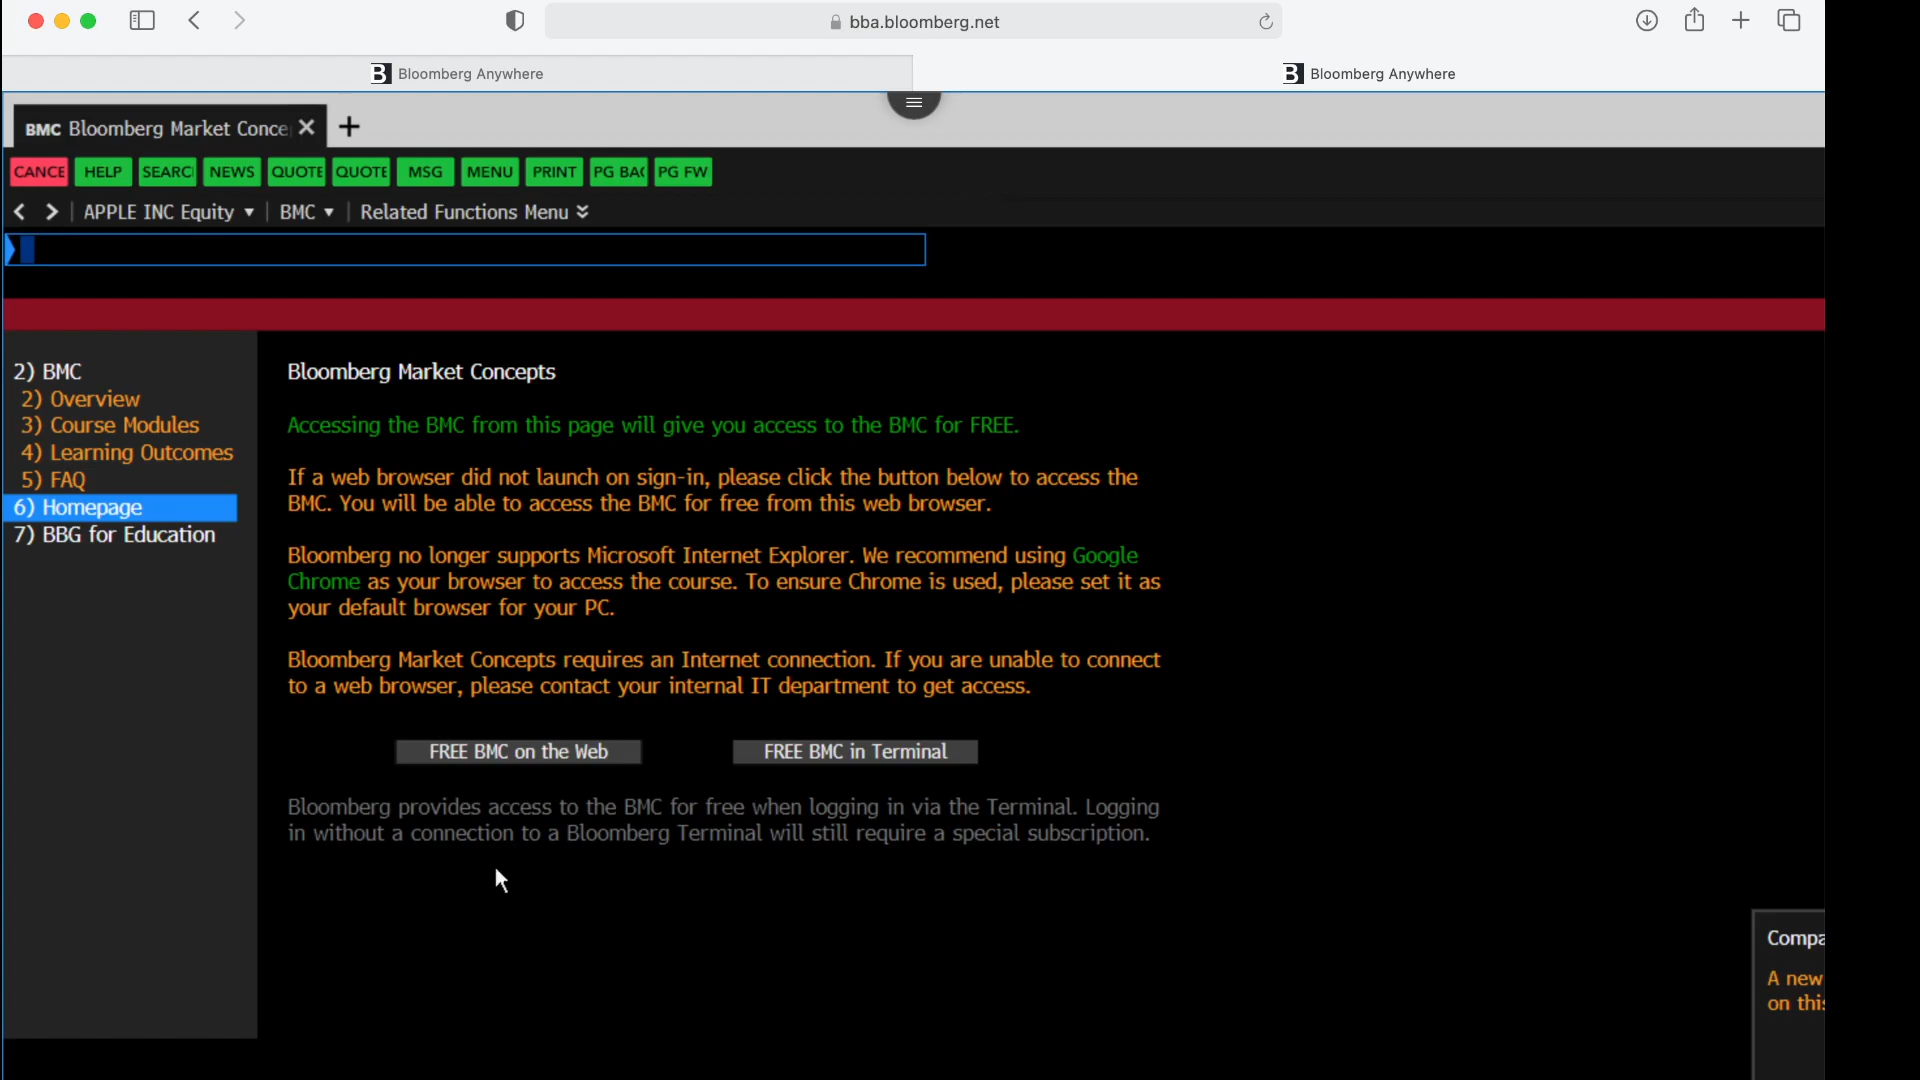 bba.bloomberg.net
B Bloomberg Anywhere
B Bloomberg Anywhere
BMC Bloomberg Market Conce
CANCE HELP SEARC NEWS QUOTE QUOTE MSG MENU PRINT PG BAC PG FW
APPLE INC Equity BMC Related Functions Menu
2) BMC
2) Overview
3) Course Modules
4) Learning Outcomes
5) FAQ
6) Homepage
7) BBG for Education
Bloomberg Market Concepts
Accessing the BMC from this page will give you access to the BMC for FREE.
If a web browser did not launch on sign-in, please click the button below to access the
BMC. You will be able to access the BMC for free from this web browser.
Bloomberg no longer supports Microsoft Internet Explorer. We recommend using Google
Chrome as your browser to access the course. To ensure Chrome is used, please set it as
your default browser for your PC.
Bloomberg Market Concepts requires an Internet connection. If you are unable to connect
to a web browser, please contact your internal IT department to get access.
FREE BMC on the Web FREE BMC in Terminal
Bloomberg provides access to the BMC for free when logging in via the Terminal. Logging
in without a connection to a Bloomberg Terminal will still require a special subscription.
Compa
A new
on this